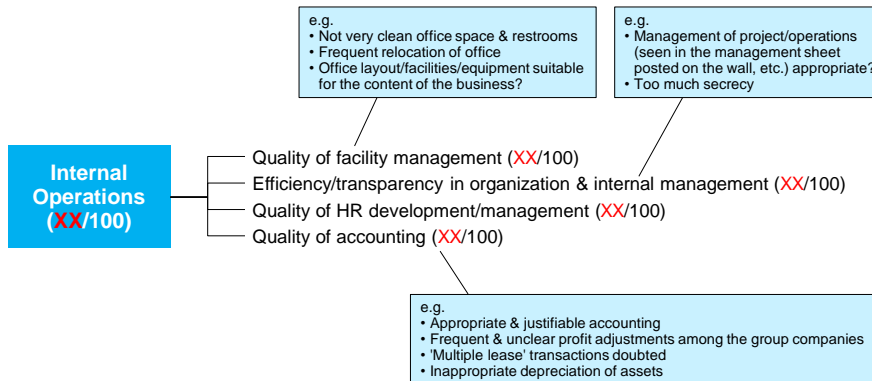 e.g.
• Not very clean office space & restrooms
• Frequent relocation of office
• Office layout/facilities/equipment suitable
for the content of the business?
e.g.
• Management of project/operations
(seen in the management sheet
posted on the wall, etc.) appropriate?
• Too much secrecy
Internal
Operations
(XX/100)
Quality of facility management (XX/100)
Efficiency/transparency in organization & internal management (XX/100)
Quality of HR development/management (XX/100)
Quality of accounting (XX/100)
e.g.
• Appropriate & justifiable accounting
• Frequent & unclear profit adjustments among the group companies
• 'Multiple lease' transactions doubted
• Inappropriate depreciation of assets